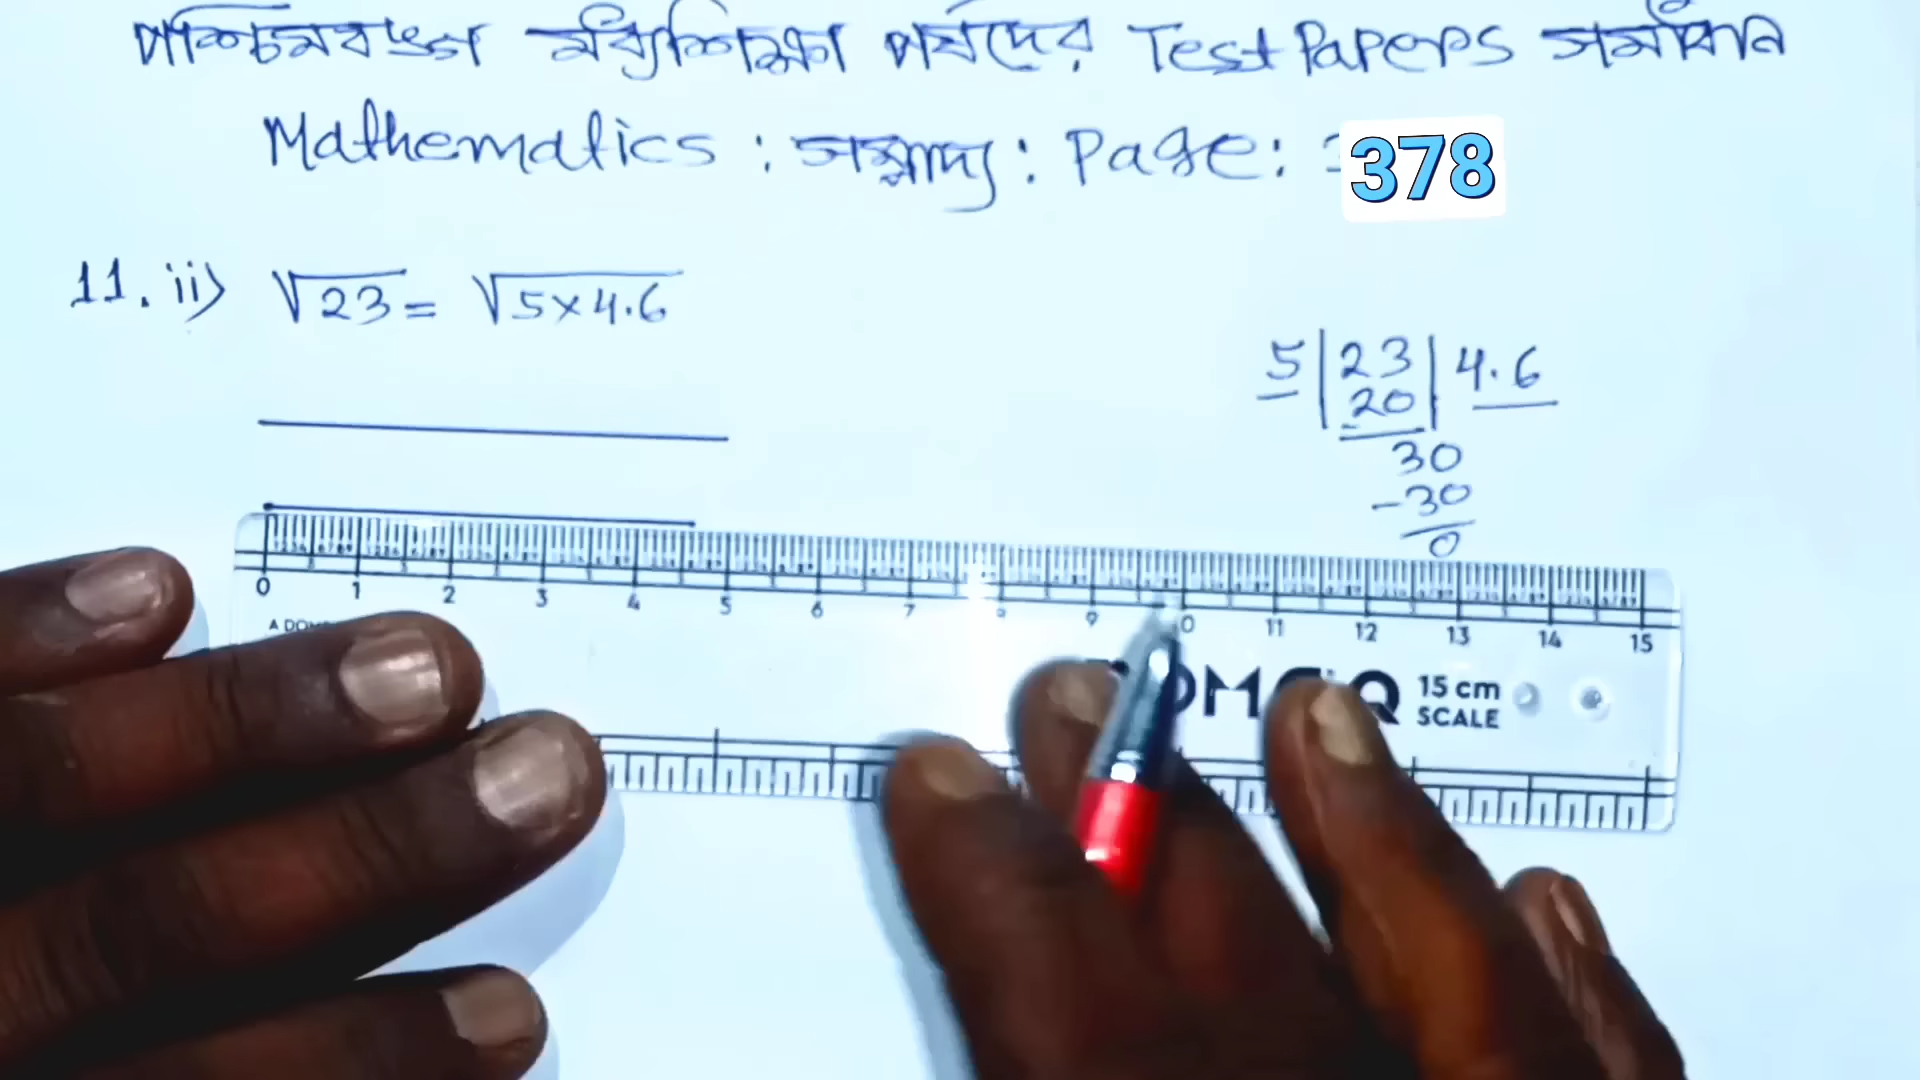 পশ্চিমবঙ্গ মধ্যশিক্ষা পর্ষদের Test Papers সমাধান
Mathematics : সম্পাদ্য : Page: 378
11. ii) √23 = √5×4.6
5 | 23 | 4.6
20
30
-30
0
0 1 2 3 4 5 6 7 8 9 10 11 12 13 14 15
15 cm
SCALE